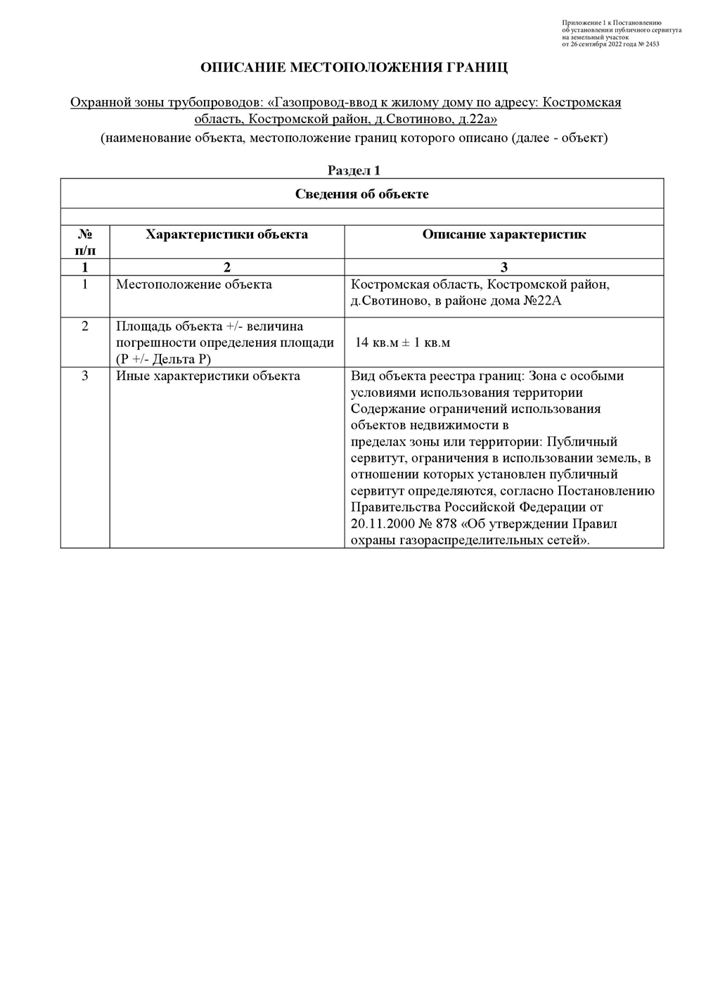 Приложение 1 к Постановлению
об установлении публичного сервитута
на земельный участок
от 26 сентября 2022 года № 2453
ОПИСАНИЕ МЕСТОПОЛОЖЕНИЯ ГРАНИЦ
Охранной зоны трубопроводов: «Газопровод-ввод к жилому дому по адресу: Костромская
область, Костромской район, д.Свотиново, д.22а»
(наименование объекта, местоположение границ которого описано (далее - объект)
Раздел 1
Сведения об объекте
№
п/п
Характеристики объекта
Описание характеристик
1
2
3
1
Местоположение объекта
Костромская область, Костромской район,
д.Свотиново, в районе дома №22А
2
Площадь объекта +/- величина
погрешности определения площади
(Р +/- Дельта Р)
14 кв.м ± 1 кв.м
3
Иные характеристики объекта
Вид объекта реестра границ: Зона с особыми
условиями использования территории
Содержание ограничений использования
объектов недвижимости в
пределах зоны или территории: Публичный
сервитут, ограничения в использовании земель, в
отношении которых установлен публичный
сервитут определяются, согласно Постановлению
Правительства Российской Федерации от
20.11.2000 № 878 «Об утверждении Правил
охраны газораспределительных сетей».